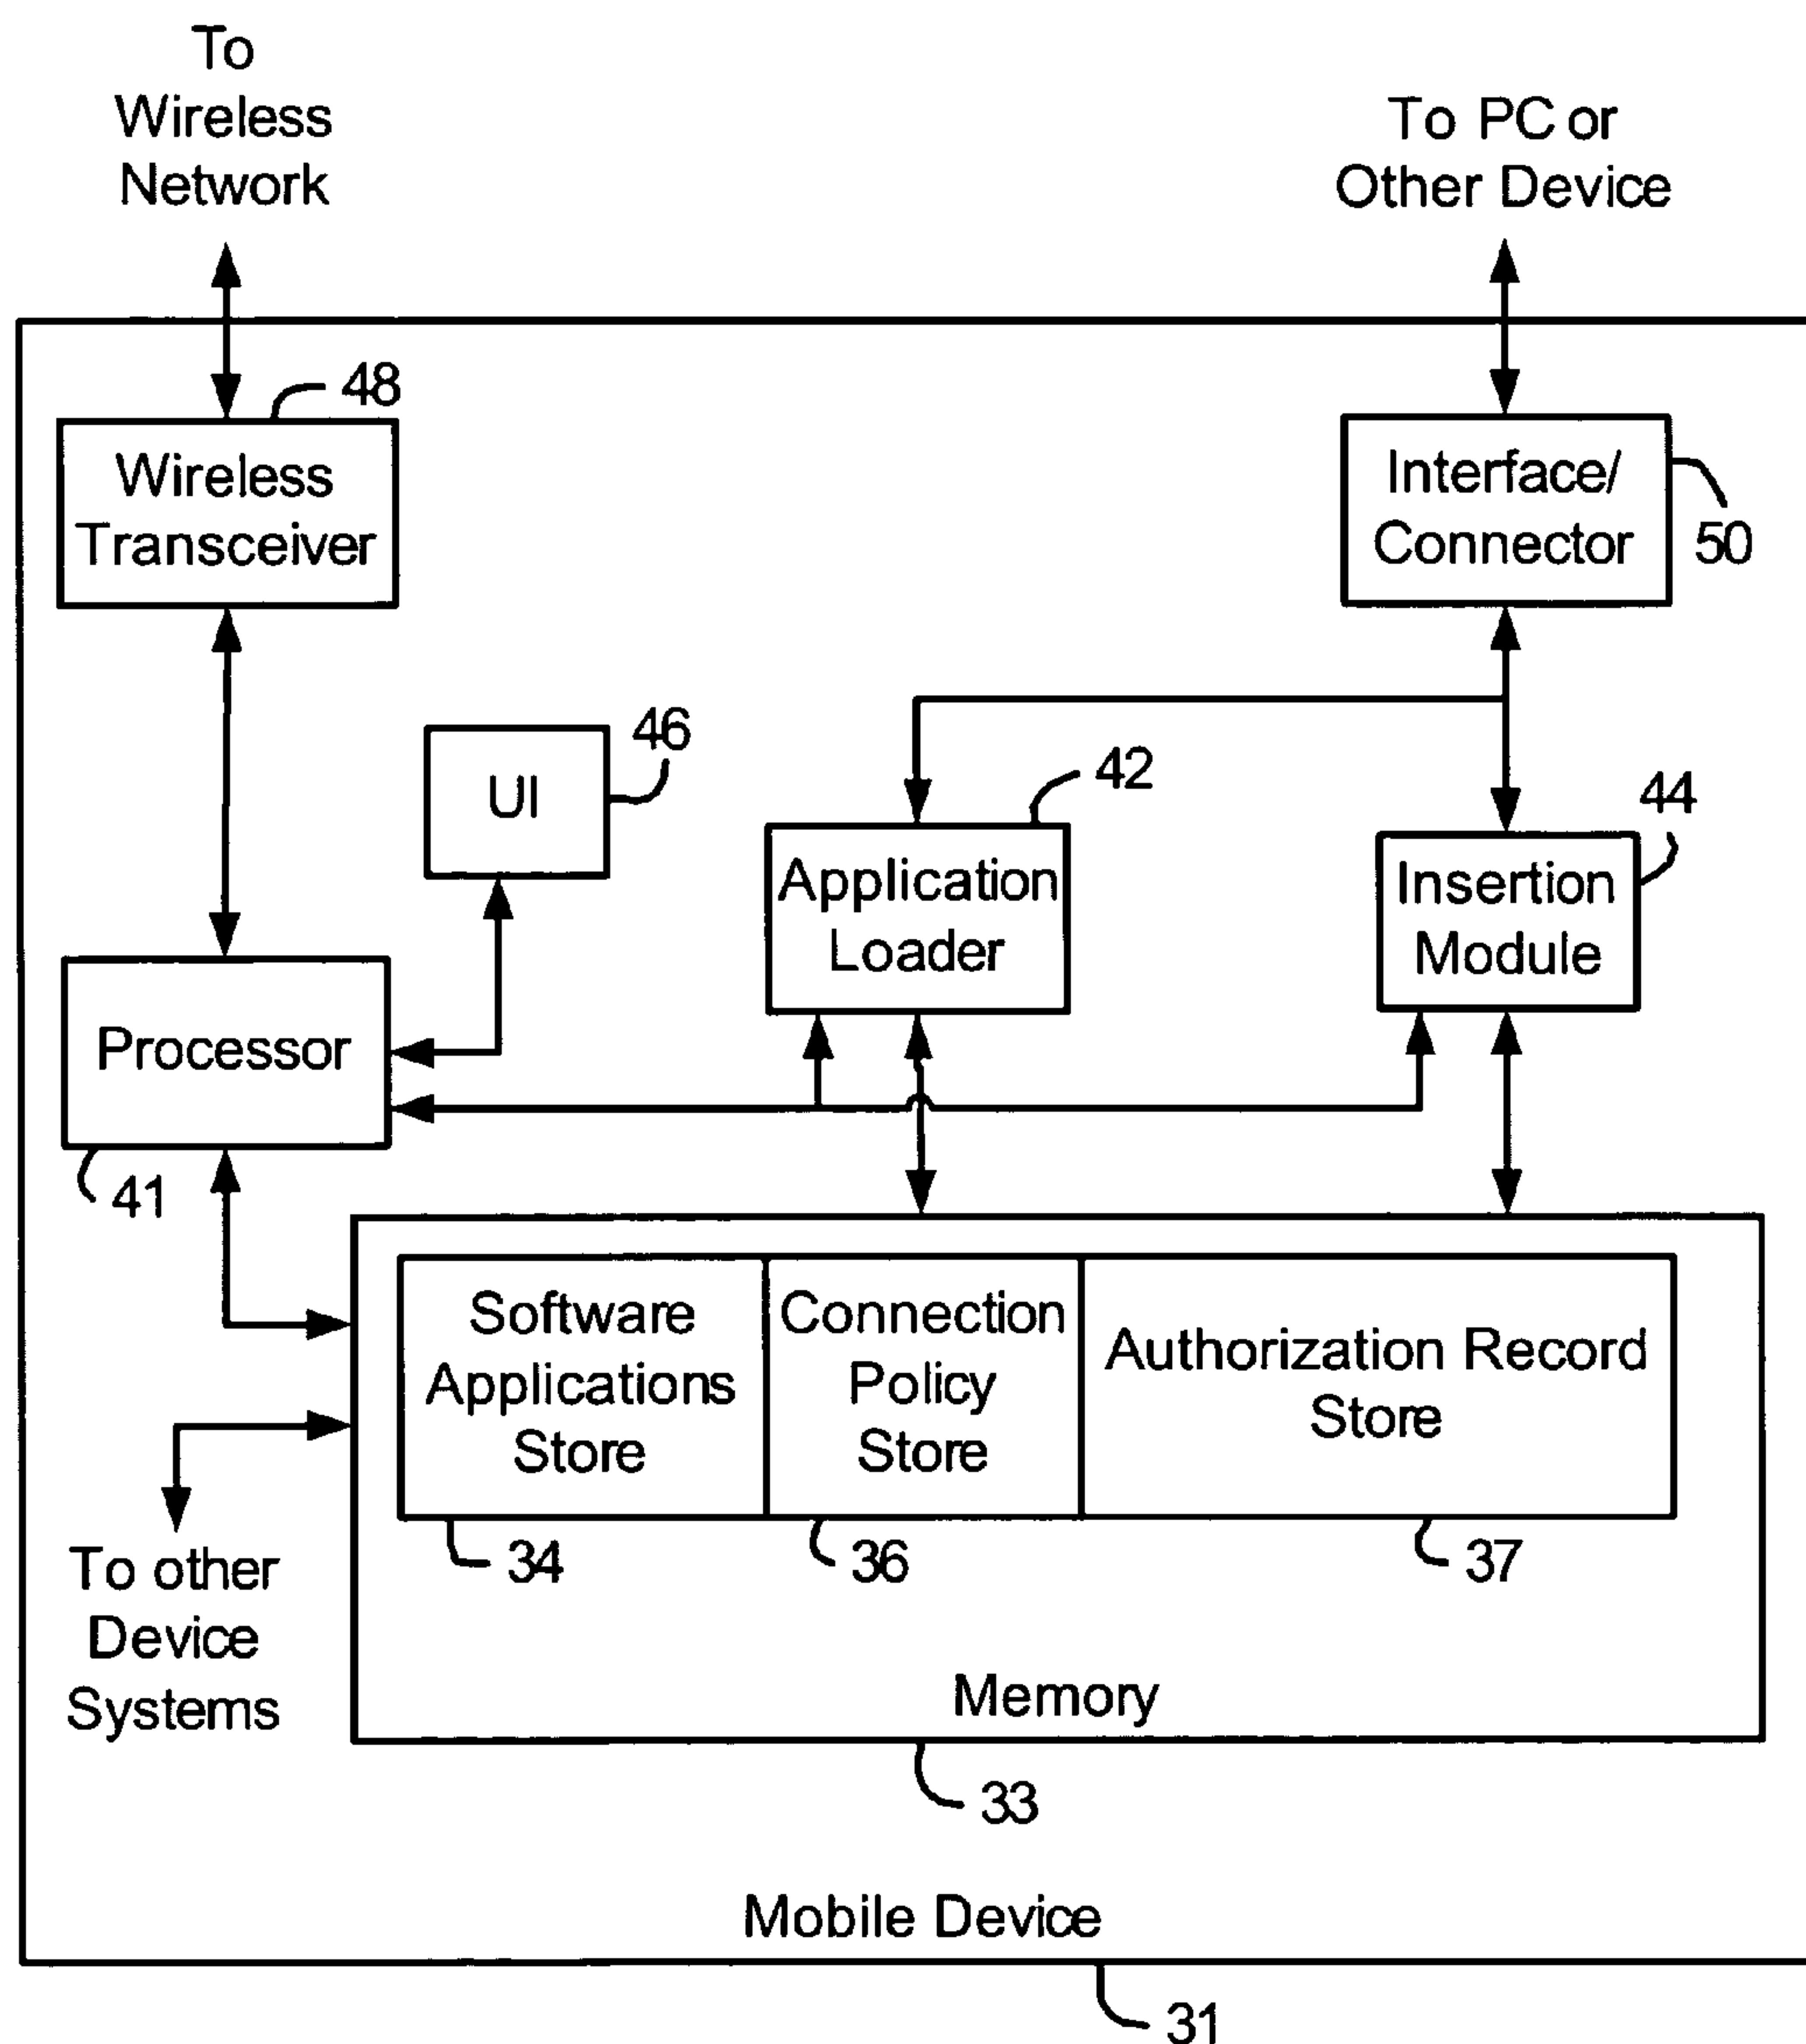 To
Wireless
Network
To PC or
Other Device
48
Wireless
Transceiver
Interface/
Connector
50
46
UI
42
44
Application
Loader
Insertion
Module
Processor
41
Software
Applications
Store
Connection
Policy
Store
Authorization Record
Store
34
36
37
To other
Device
Systems
Memory
33
Mobile Device
31